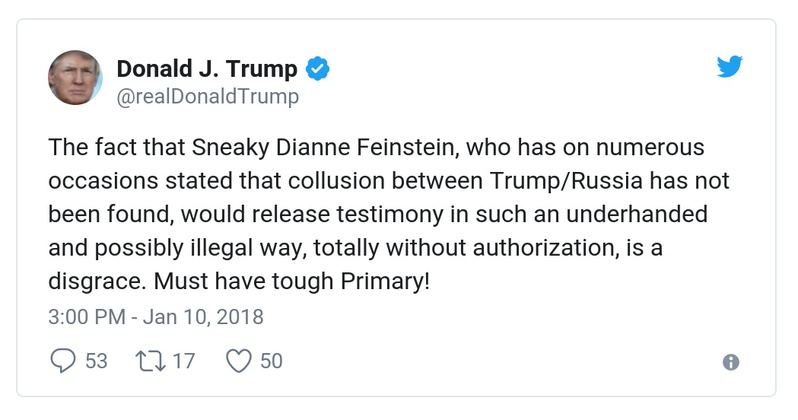 Donald J. Trump
@realDonaldTrump
The fact that Sneaky Dianne Feinstein, who has on numerous
occasions stated that collusion between Trump/Russia has not
been found, would release testimony in such an underhanded
and possibly illegal way, totally without authorization, is a
disgrace. Must have tough Primary!
3:00 PM - Jan 10, 2018
53 17 50